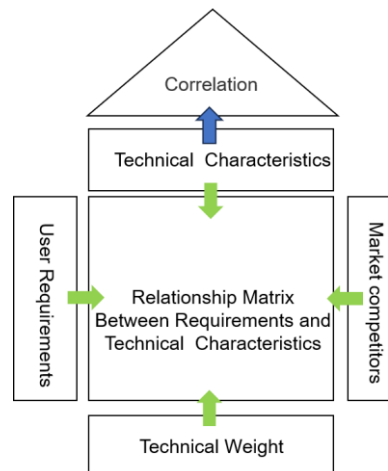 Correlation
Technical Characteristics
User Requirements
Relationship Matrix
Between Requirements and
Technical Characteristics
Market competitors
Technical Weight